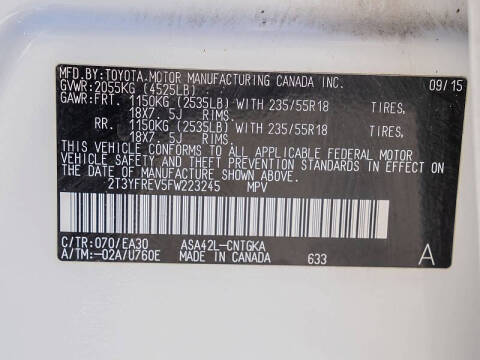 MFD.BY:TOYOTA MOTOR MANUFACTURING CANADA INC. 09/15
GVWR:2055KG (4525LB)
GAWR:FRT. 1150KG (2535LB) WITH 235/55R18 TIRES,
18X7. 5J RIMS.
RR. 1150KG (2535LB) WITH 235/55R18 TIRES,
18X7. 5J RIMS.
THIS VEHICLE CONFORMS TO ALL APPLICABLE FEDERAL MOTOR
VEHICLE SAFETY AND THEFT PREVENTION STANDARDS IN EFFECT ON
THE DATE OF MANUFACTURE SHOWN ABOVE.
2T3YFREV5FW223245 MPV
C/TR:070/EA30 ASA42L-CNTGKA
A/TM:-02A/U760E MADE IN CANADA 633 A